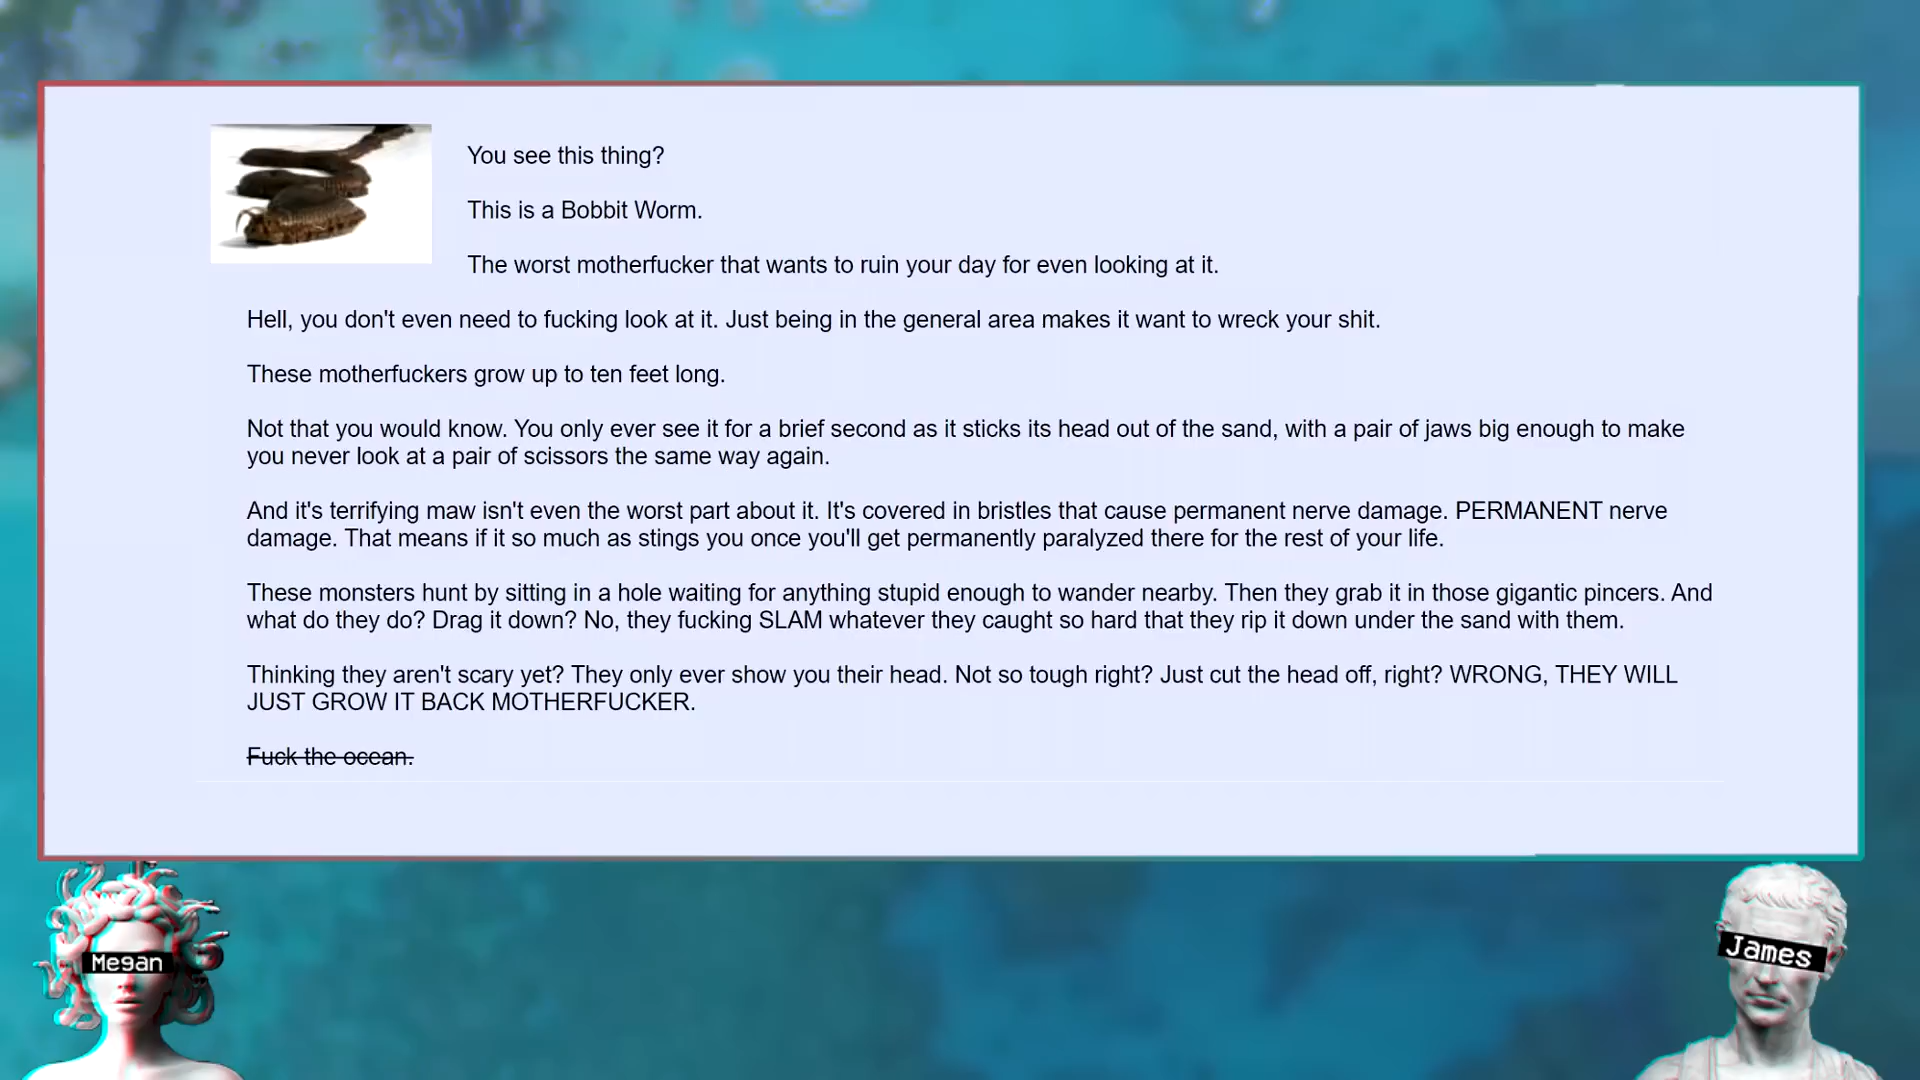 You see this thing?
This is a Bobbit Worm.
The worst motherfucker that wants to ruin your day for even looking at it.
Hell, you don't even need to fucking look at it. Just being in the general area makes it want to wreck your shit.
These motherfuckers grow up to ten feet long.
Not that you would know. You only ever see it for a brief second as it sticks its head out of the sand, with a pair of jaws big enough to make
you never look at a pair of scissors the same way again.
And it's terrifying maw isn't even the worst part about it. It's covered in bristles that cause permanent nerve damage. PERMANENT nerve
damage. That means if it so much as stings you once you'll get permanently paralyzed there for the rest of your life.
These monsters hunt by sitting in a hole waiting for anything stupid enough to wander nearby. Then they grab it in those gigantic pincers. And
what do they do? Drag it down? No, they fucking SLAM whatever they caught so hard that they rip it down under the sand with them.
Thinking they aren't scary yet? They only ever show you their head. Not so tough right? Just cut the head off, right? WRONG, THEY WILL
JUST GROW IT BACK MOTHERFUCKER.
Fuck the ocean.
Megan
James